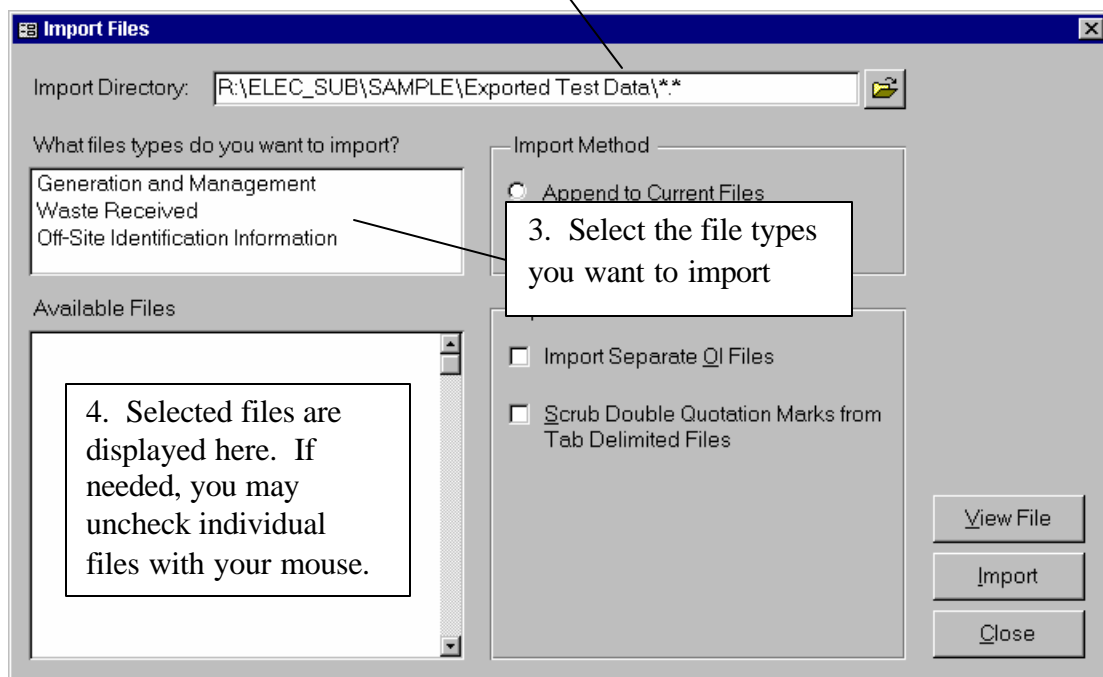 Import Files
Import Directory: R:\ELEC_SUB\SAMPLE\Exported Test Data\*.*
What files types do you want to import?
Generation and Management
Waste Received
Off-Site Identification Information
Import Method
Append to Current Files
3. Select the file types
you want to import
Available Files
4. Selected files are
displayed here. If
needed, you may
uncheck individual
files with your mouse.
Import Separate OI Files
Scrub Double Quotation Marks from
Tab Delimited Files
View File
Import
Close